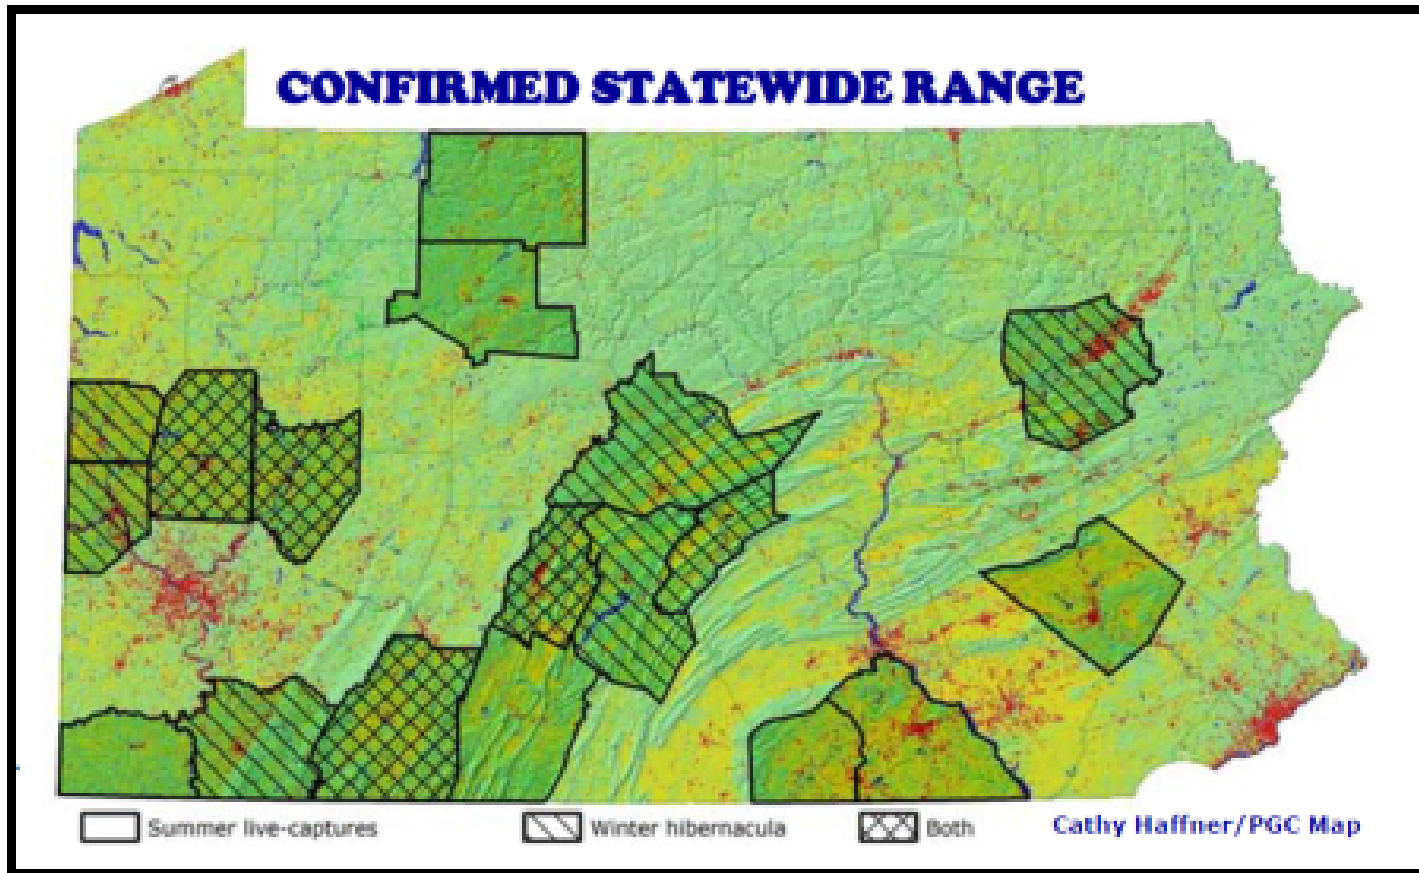 CONFIRMED STATEWIDE RANGE
Summer live-captures
Winter hibernacula
Both
Cathy Haffner/PGC Map